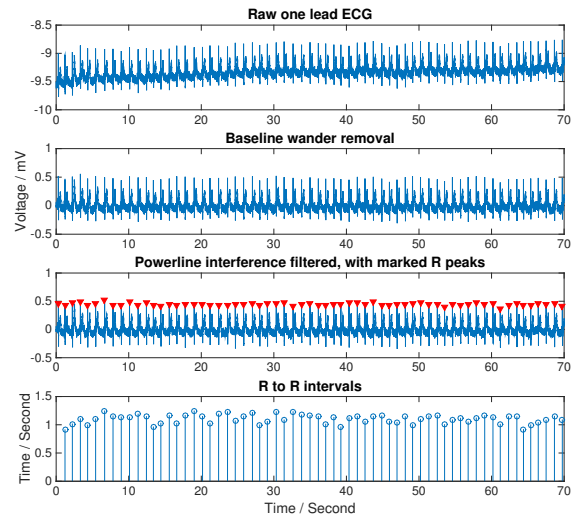 Raw one lead ECG
-8.5
-9
-9.5
-10
0 10 20 30 40 50 60 70
Baseline wander removal
1
0.5
0
-0.5
Voltage / mV
0 10 20 30 40 50 60 70
Powerline interference filtered, with marked R peaks
1
0.5
0
-0.5
0 10 20 30 40 50 60 70
R to R intervals
1.5
1
0.5
0
Time / Second
0 10 20 30 40 50 60 70
Time / Second